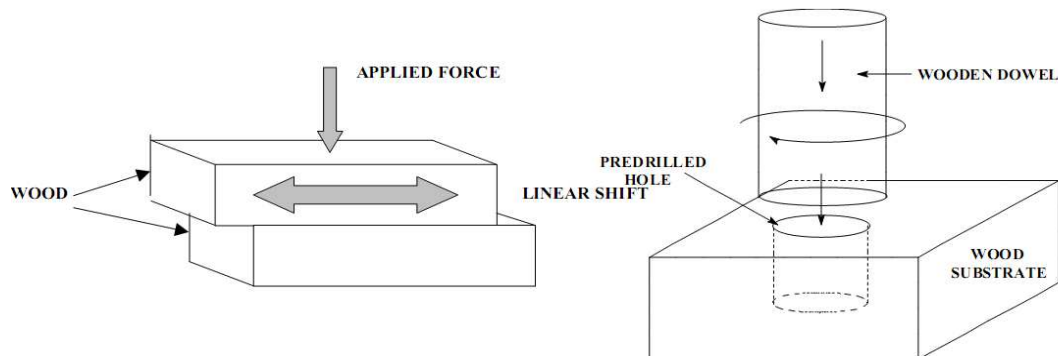 APPLIED FORCE
WOOD
LINEAR SHIFT
WOODEN DOWEL
PREDRILLED
HOLE
WOOD
SUBSTRATE